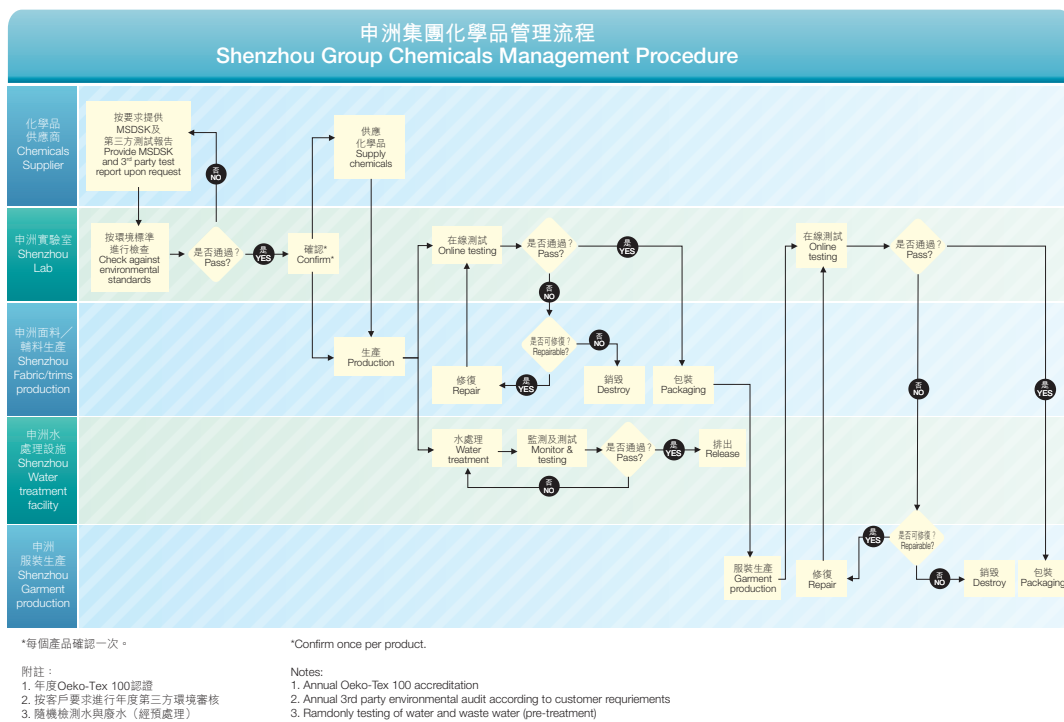 申洲集團化學品管理流程
Shenzhou Group Chemicals Management Procedure
化學品
供應商
Chemicals
Supplier
按要求提供
MSDSK及
第三方測試報告
Provide MSDSK
and 3rd party test
report upon request
否
NO
供應
化學品
Supply
chemicals
申洲實驗室
Shenzhou
Lab
按環境標準
進行檢查
Check against
environmental
standards
是否通過？
Pass?
是
YES
確認*
Confirm*
在線測試
Online testing
是否通過？
Pass?
是
YES
否
NO
在線測試
Online
testing
是否通過？
Pass?
申洲面料／
輔料生產
Shenzhou
Fabric/trims
production
生產
Production
修復
Repair
是
YES
是否可修復？
Repairable?
否
NO
銷毀
Destroy
包裝
Packaging
否
NO
是
YES
申洲水
處理設施
Shenzhou
Water
treatment
facility
水處理
Water
treatment
監測及測試
Monitor &
testing
是否通過？
Pass?
是
YES
排出
Release
否
NO
申洲
服裝生產
Shenzhou
Garment
production
服裝生產
Garment
production
修復
Repair
是
YES
是否可修復？
Repairable?
否
NO
銷毀
Destroy
包裝
Packaging
*每個產品確認一次。
*Confirm once per product.
附註：
1. 年度Oeko-Tex 100認證
2. 按客戶要求進行年度第三方環境審核
3. 隨機檢測水與廢水（經預處理）
Notes:
1. Annual Oeko-Tex 100 accreditation
2. Annual 3rd party environmental audit according to customer requriements
3. Ramdonly testing of water and waste water (pre-treatment)